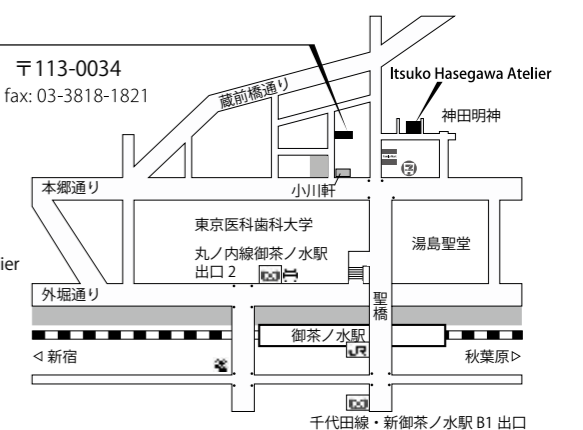 〒113-0034
fax: 03-3818-1821
Itsuko Hasegawa Atelier
蔵前橋通り
神田明神
本郷通り
小川軒
東京医科歯科大学
丸ノ内線御茶ノ水駅
出口 2
湯島聖堂
ier
外堀通り
聖橋
御茶ノ水駅
JR
◁ 新宿
秋葉原▷
千代田線・新御茶ノ水駅 B1 出口